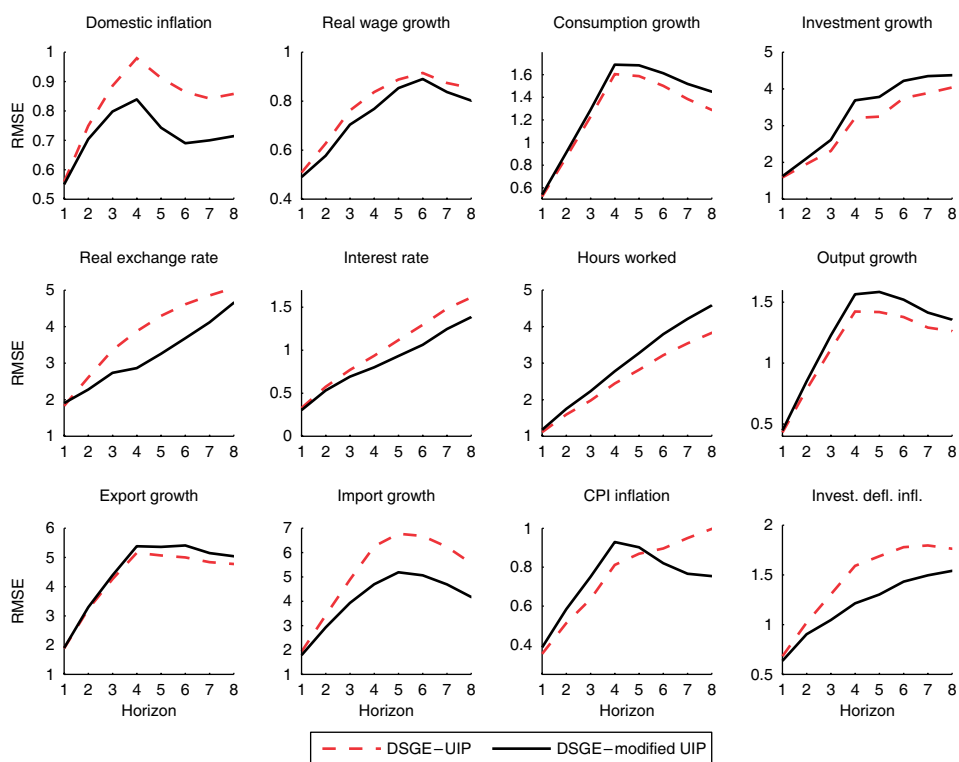 Domestic inflation
Real wage growth
Consumption growth
Investment growth
RMSE
1
0.9
0.8
0.7
0.6
0.5
1 2 3 4 5 6 7 8
1
0.8
0.6
0.4
1 2 3 4 5 6 7 8
1.6
1.4
1.2
1
0.8
0.6
1 2 3 4 5 6 7 8
5
4
3
2
1
1 2 3 4 5 6 7 8
Real exchange rate
Interest rate
Hours worked
Output growth
RMSE
5
4
3
2
1
1 2 3 4 5 6 7 8
1.5
1
0.5
0
1 2 3 4 5 6 7 8
5
4
3
2
1
1 2 3 4 5 6 7 8
1.5
1
0.5
1 2 3 4 5 6 7 8
Export growth
Import growth
CPI inflation
Invest. defl. infl.
RMSE
6
5
4
3
2
1
1 2 3 4 5 6 7 8
Horizon
7
6
5
4
3
2
1
1 2 3 4 5 6 7 8
Horizon
1
0.8
0.6
0.4
1 2 3 4 5 6 7 8
Horizon
2
1.5
1
0.5
1 2 3 4 5 6 7 8
Horizon
DSGE−UIP
DSGE−modified UIP